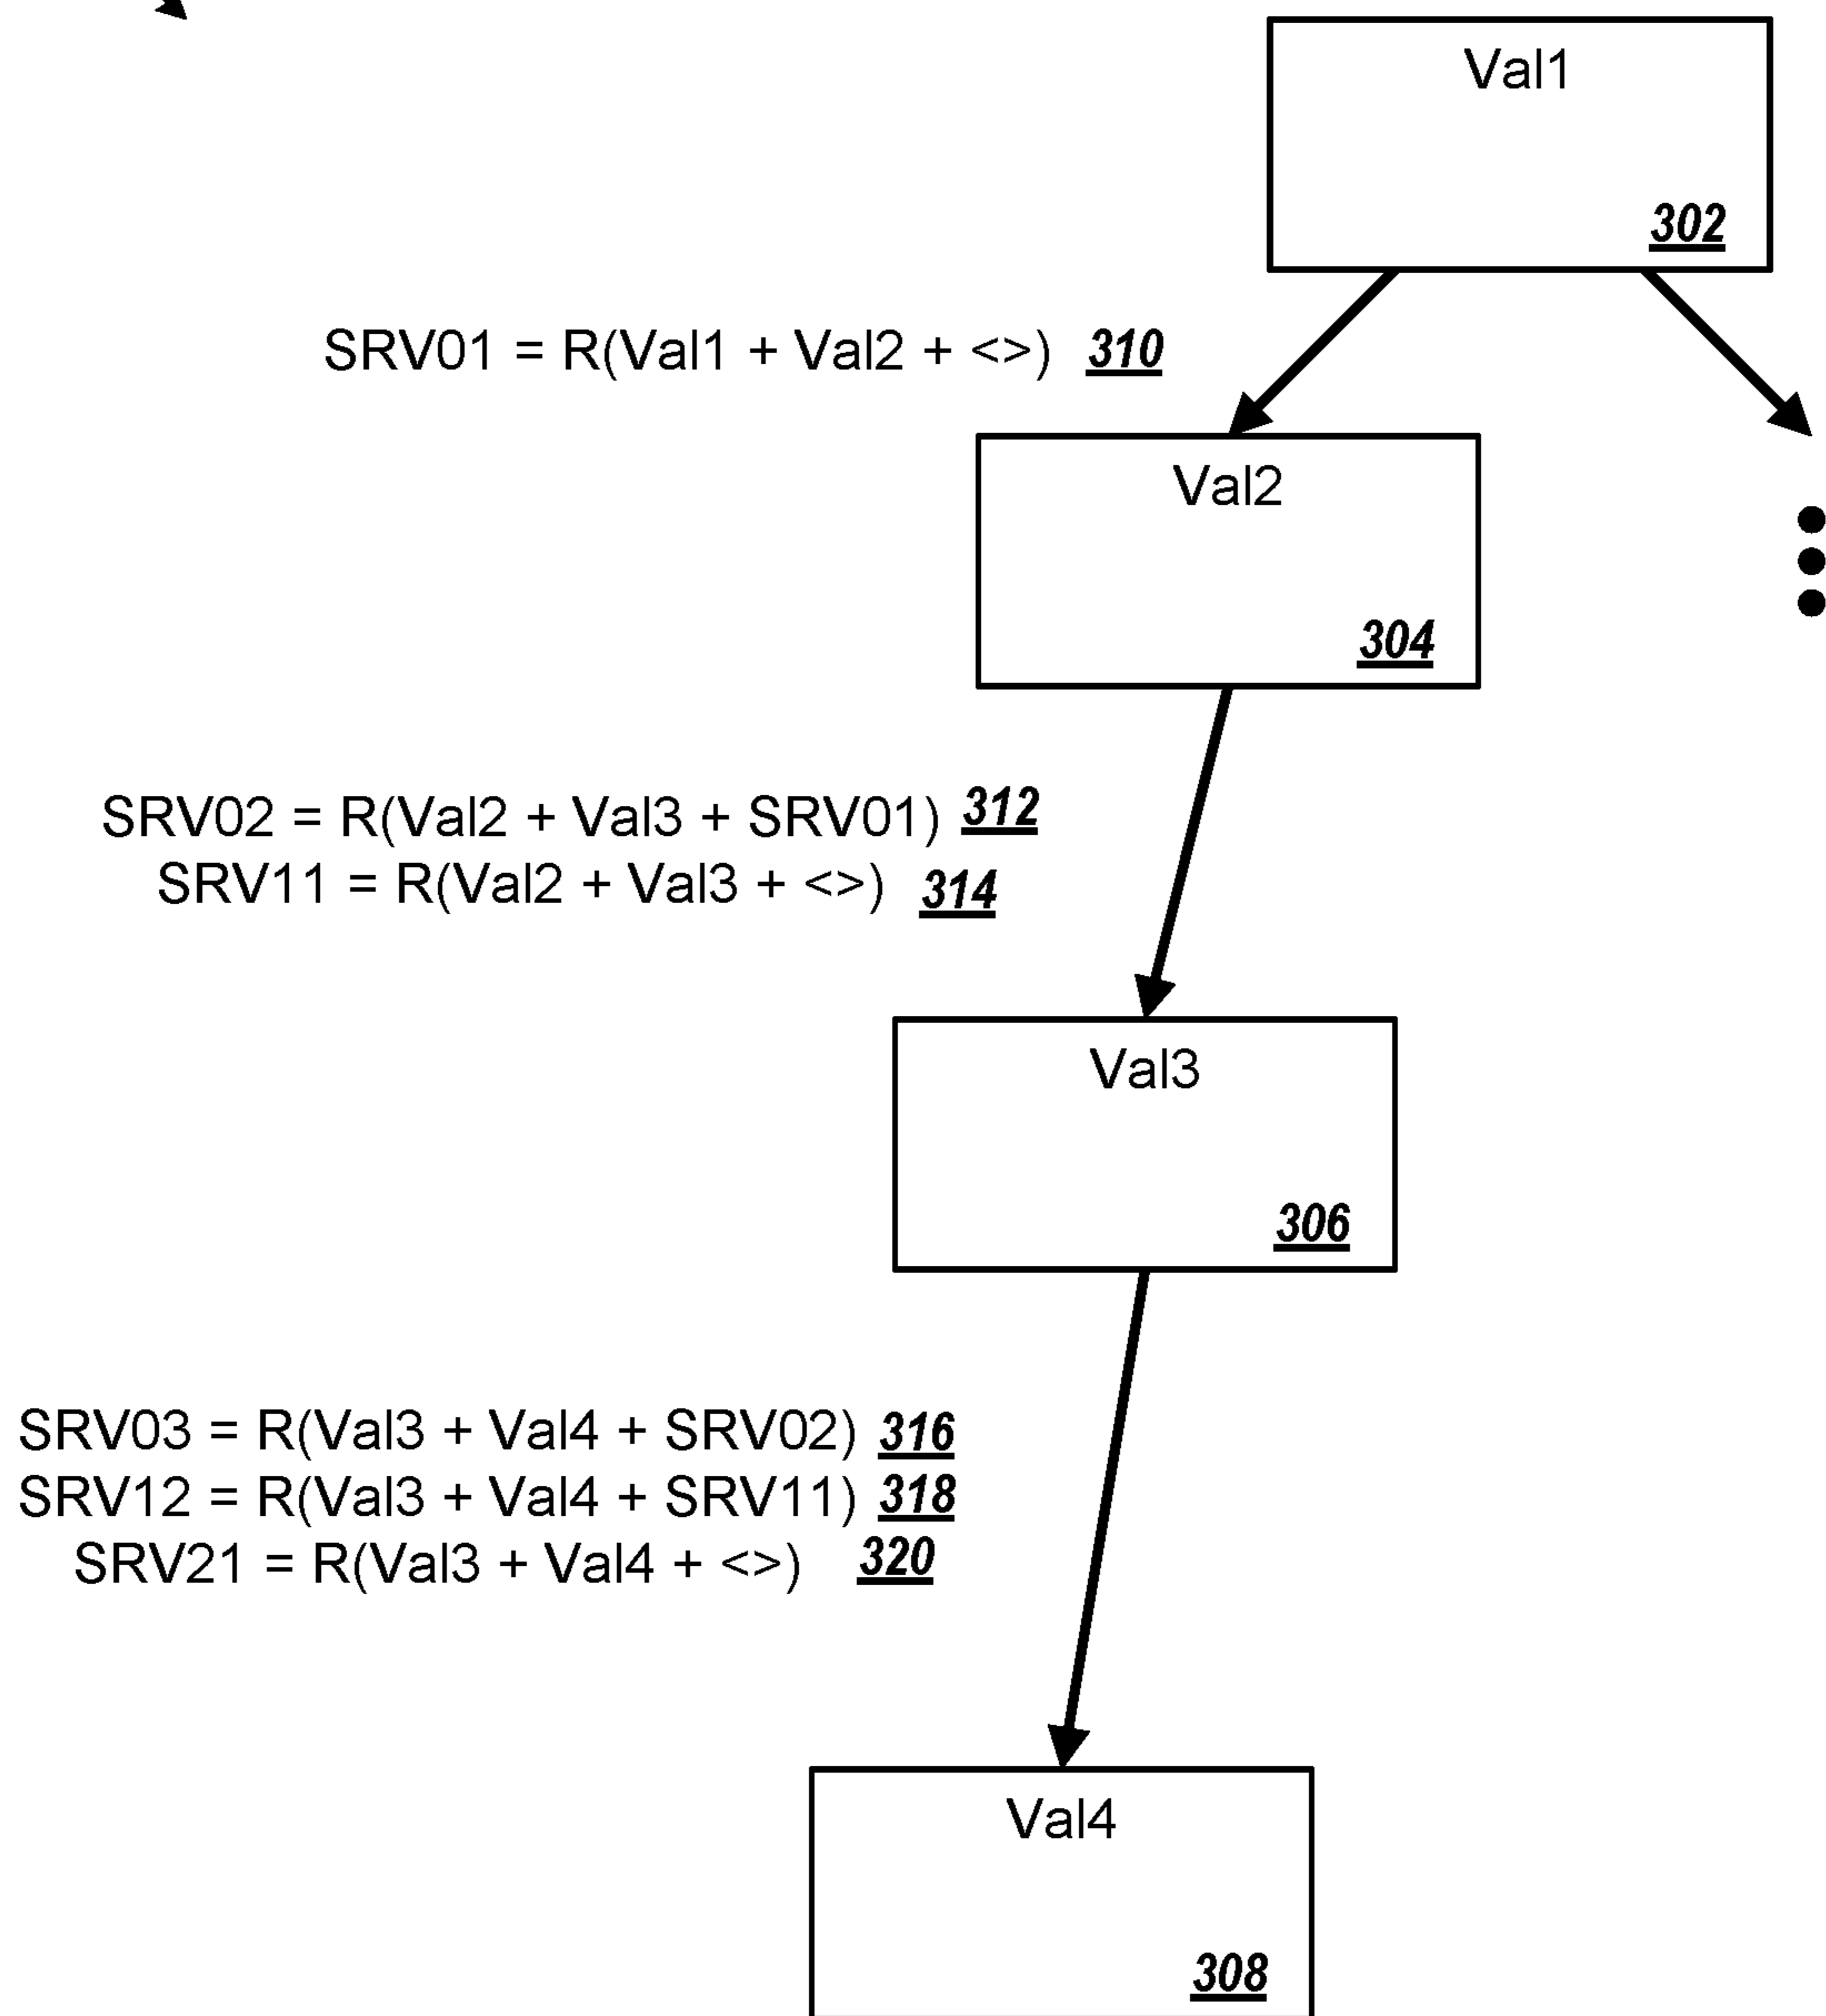 Val1
302
SRV01 = R(Val1 + Val2 + <>) 310
Val2
304
SRV02 = R(Val2 + Val3 + SRV01) 312
SRV11 = R(Val2 + Val3 + <>) 314
Val3
306
SRV03 = R(Val3 + Val4 + SRV02) 316
SRV12 = R(Val3 + Val4 + SRV11) 318
SRV21 = R(Val3 + Val4 + <>) 320
Val4
308